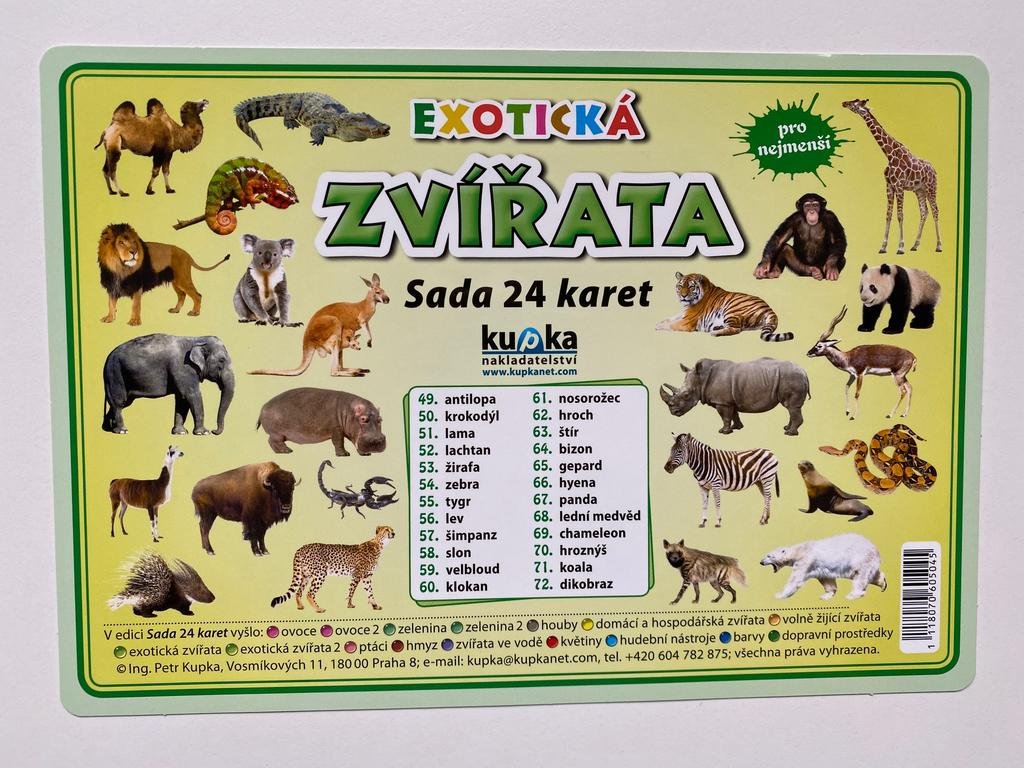 EXOTICKÁ
ZVÍŘATA
pro
nejmenší
Sada 24 karet
kupka
nakladatelství
www.kupkanet.com
49. antilopa
50. krokodýl
51. lama
52. lachtan
53. žirafa
54. zebra
55. tygr
56. lev
57. šimpanz
58. slon
59. velbloud
60. klokan
61. nosorožec
62. hroch
63. štír
64. bizon
65. gepard
66. hyena
67. panda
68. lední medvěd
69. chameleon
70. hroznýš
71. koala
72. dikobraz
V edici Sada 24 karet vyšlo: ovoce ovoce 2 zelenina zelenina 2 houby domácí a hospodářská zvířata volně žijící zvířata
exotická zvířata exotická zvířata 2 ptáci hmyz zvířata ve vodě květiny hudební nástroje barvy dopravní prostředky
© Ing. Petr Kupka, Vosmíkových 11, 180 00 Praha 8; e-mail: kupka@kupkanet.com, tel. +420 604 782 875; všechna práva vyhrazena.
1 118070 605045